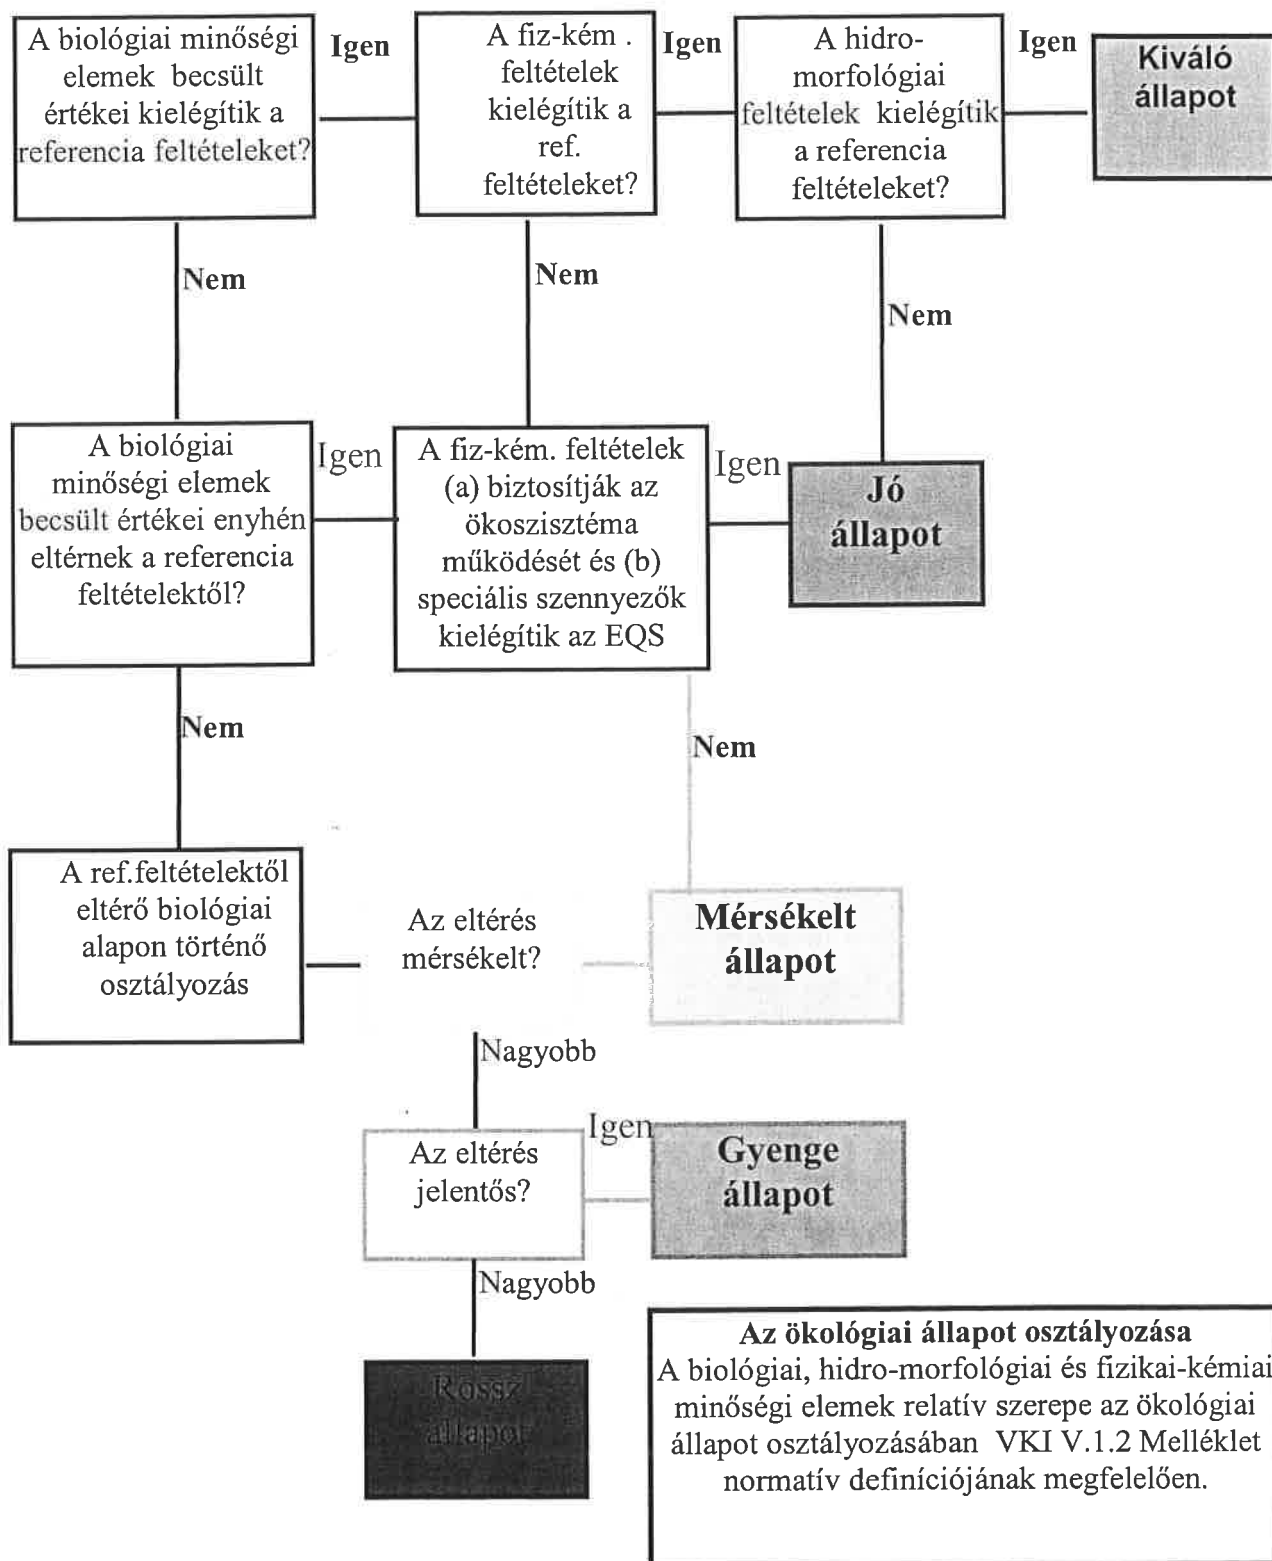 A biológiai minőségi
elemek becsült
értékei kielégítik a
referencia feltételeket?
Igen
A fiz-kém .
feltételek
kielégítik a
ref.
feltételeket?
Igen
A hidro-
morfológiai
feltételek kielégítik
a referencia
feltételeket?
Igen
Kiváló
állapot
Nem
Nem
Nem
A biológiai
minőségi elemek
becsült értékei enyhén
eltérnek a referencia
feltételektől?
Igen
A fiz-kém. feltételek
(a) biztosítják az
ökoszisztéma
működését és (b)
speciális szennyezők
kielégítik az EQS
Igen
Jó
állapot
Nem
Nem
A ref.feltételektől
eltérő biológiai
alapon történő
osztályozás
Az eltérés
mérsékelt?
Mérsékelt
állapot
Nagyobb
Az eltérés
jelentős?
Igen
Gyenge
állapot
Nagyobb
Rossz
állapot
Az ökológiai állapot osztályozása
A biológiai, hidro-morfológiai és fizikai-kémiai
minőségi elemek relatív szerepe az ökológiai
állapot osztályozásában VKI V.1.2 Melléklet
normatív definíciójának megfelelően.